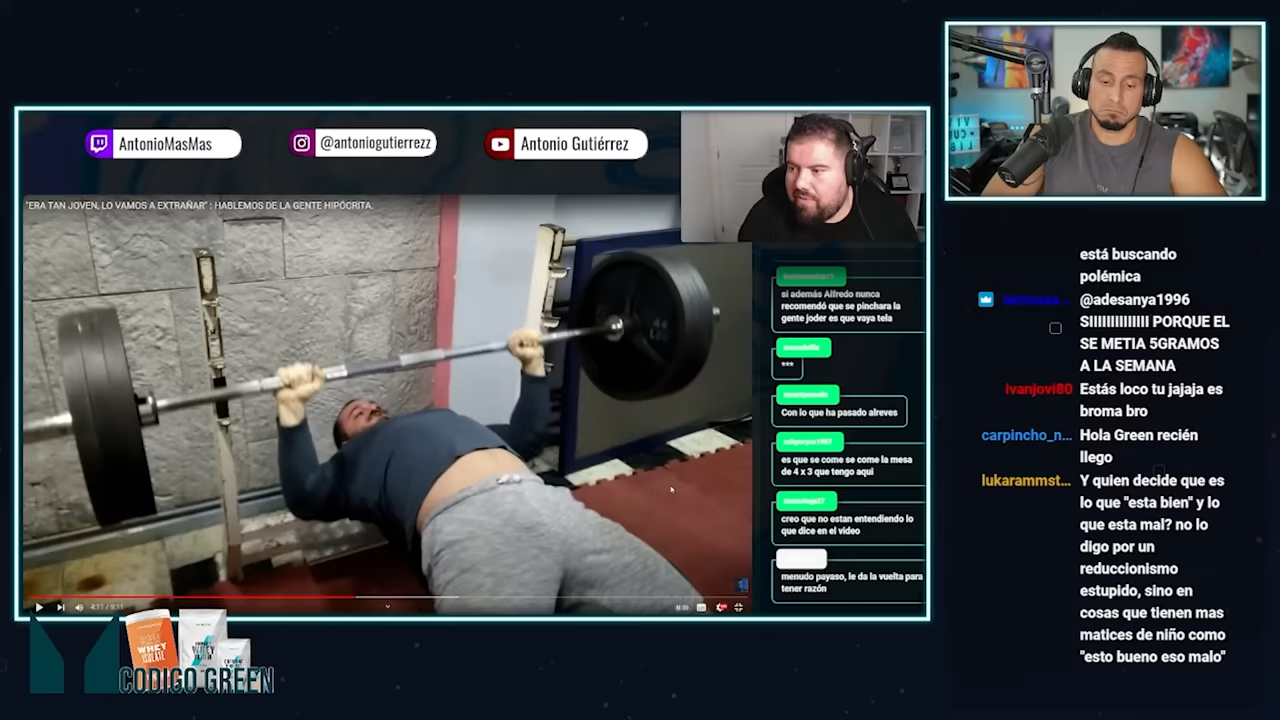 AntonioMasMas
@antoniogutierrezz
Antonio Gutiérrez
"ERA TAN JOVEN, LO VAMOS A EXTRAÑAR" : HABLEMOS DE LA GENTE HIPÓCRITA.
si además Alfredo nunca
recomendó que se pinchara la
gente joder es que vaya tela
***
Con lo que ha pasado alreves
es que se come se come la mesa
de 4 x 3 que tengo aqui
creo que no estan entendiendo lo
que dice en el video
menudo payaso, le da la vuelta para
tener razón
4:11 / 9:11
WHEY
ISOLATE
CODIGO GREEN
está buscando
polémica
@adesanya1996
SIIIIIIIIIIIIII PORQUE EL
SE METIA 5GRAMOS
A LA SEMANA
ivanjovi80 Estás loco tu jajaja es
broma bro
carpincho_n... Hola Green recién
llego
lukarammst... Y quien decide que es
lo que "esta bien" y lo
que esta mal? no lo
digo por un
reduccionismo
estupido, sino en
cosas que tienen mas
matices de niño como
"esto bueno eso malo"